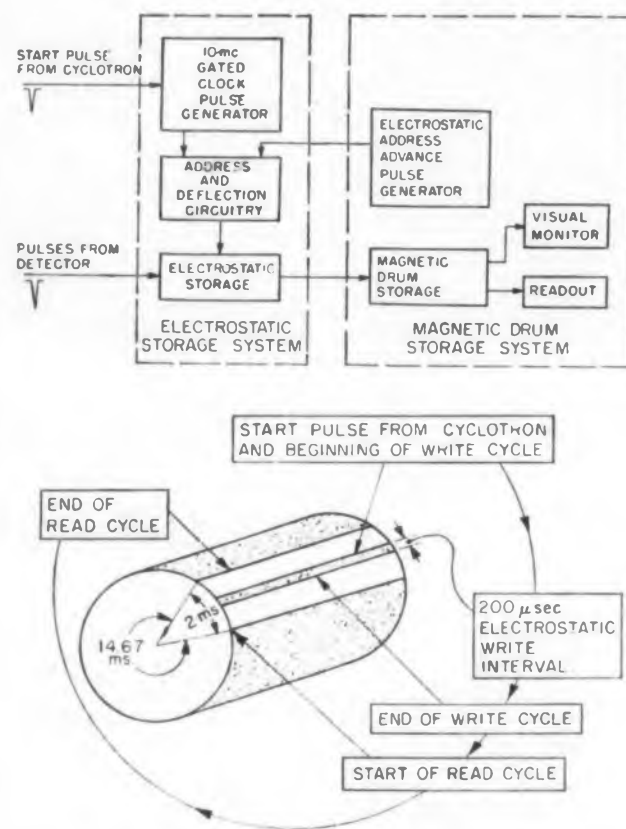 START PULSE
FROM CYCLOTRON
10-mc
GATED
CLOCK
PULSE
GENERATOR
ELECTROSTATIC
ADDRESS
ADVANCE
PULSE
GENERATOR
ADDRESS
AND
DEFLECTION
CIRCUITRY
VISUAL
MONITOR
PULSES FROM
DETECTOR
ELECTROSTATIC
STORAGE
MAGNETIC
DRUM
STORAGE
READOUT
ELECTROSTATIC
STORAGE SYSTEM
MAGNETIC DRUM
STORAGE SYSTEM
START PULSE FROM CYCLOTRON
AND BEGINNING OF WRITE CYCLE
END OF
READ CYCLE
2 ms
14.67
ms
200 μsec
ELECTROSTATIC
WRITE
INTERVAL
END OF WRITE CYCLE
START OF READ CYCLE